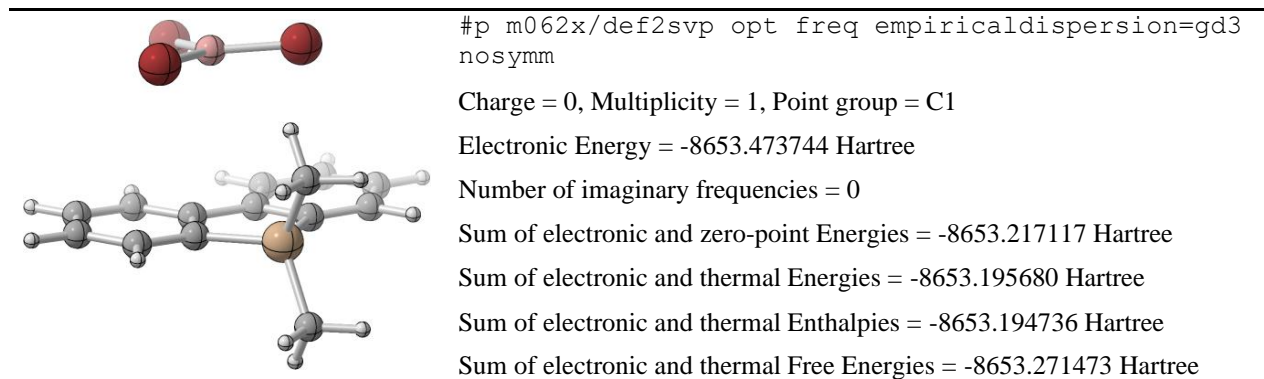 #p m062x/def2svp opt freq empiricaldispersion=gd3
nosymm
Charge = 0, Multiplicity = 1, Point group = C1
Electronic Energy = -8653.473744 Hartree
Number of imaginary frequencies = 0
Sum of electronic and zero-point Energies = -8653.217117 Hartree
Sum of electronic and thermal Energies = -8653.195680 Hartree
Sum of electronic and thermal Enthalpies = -8653.194736 Hartree
Sum of electronic and thermal Free Energies = -8653.271473 Hartree